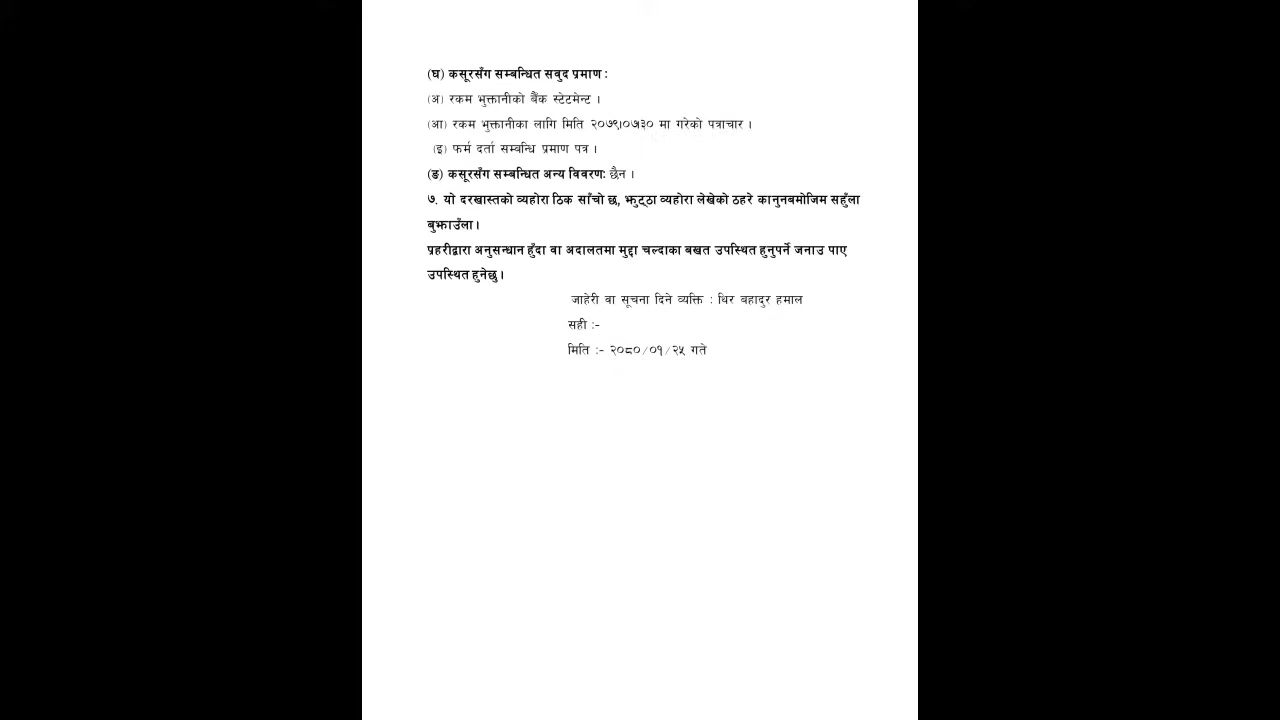 (घ) कसूरसँग सम्बन्धित सवुद प्रमाण :
(अ) रकम भुक्तानीको बैंक स्टेटमेन्ट ।
(आ) रकम भुक्तानीका लागि मिति २०७९।०७।३० मा गरेको पत्राचार ।
(इ) फर्म दर्ता सम्बन्धि प्रमाण पत्र ।
(ङ) कसूरसँग सम्बन्धित अन्य विवरण: छैन ।
७. यो दरखास्तको व्यहोरा ठिक साँचो छ, झुट्ठा व्यहोरा लेखेको ठहरे कानुनबमोजिम सहुँला
बुझाउँला ।
प्रहरीद्वारा अनुसन्धान हुँदा वा अदालतमा मुद्दा चल्दाका बखत उपस्थित हुनुपर्ने जनाउ पाए
उपस्थित हुनेछु ।
जाहेरी वा सूचना दिने व्यक्ति : थिर बहादुर हमाल
सही :-
मिति :- २०८०/०१/२५ गते